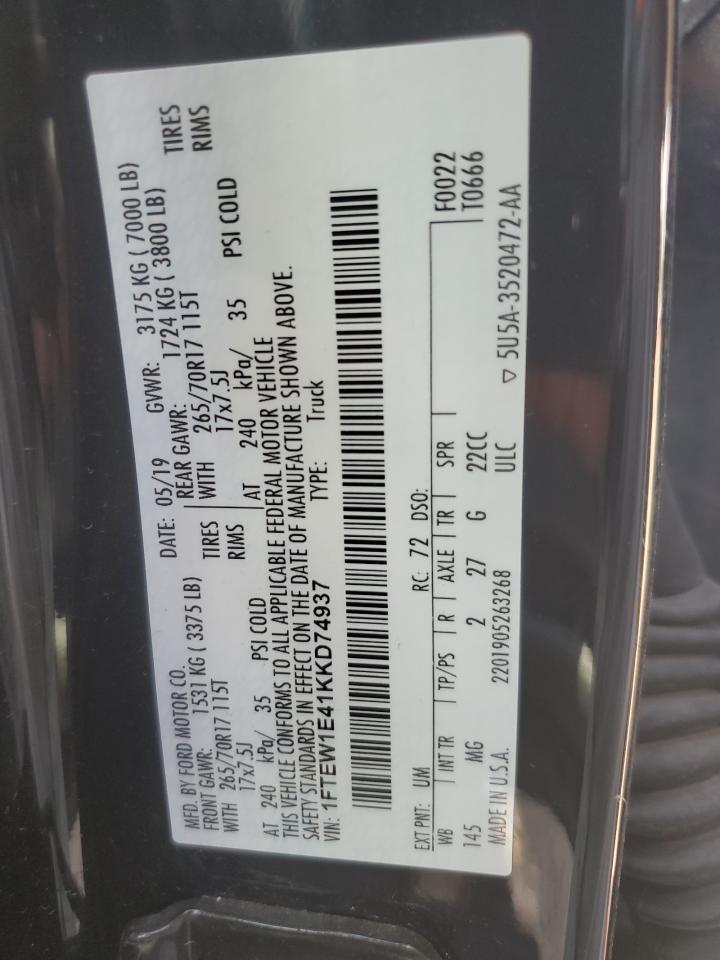 MFD. BY FORD MOTOR CO.
DATE: 05/19 GVWR: 3175 KG ( 7000 LB)
FRONT GAWR: 1531 KG ( 3375 LB)
REAR GAWR: 1724 KG ( 3800 LB)
WITH 265/70R17 115T TIRES
WITH 265/70R17 115T TIRES
17x7.5J RIMS
17x7.5J RIMS
AT 240 kPa/ 35 PSI COLD
AT 240 kPa/ 35 PSI COLD
THIS VEHICLE CONFORMS TO ALL APPLICABLE FEDERAL MOTOR VEHICLE
SAFETY STANDARDS IN EFFECT ON THE DATE OF MANUFACTURE SHOWN ABOVE.
VIN: 1FTEW1E41KKD74937 TYPE: Truck
EXT PNT: UM RC: 72 DSO: F0022
WB INT TR TP/PS R AXLE TR SPR T0666
145 MG 2 27 G 22CC
ULC
MADE IN U.S.A. 2201905263268 ▽ 5U5A-3520472-AA